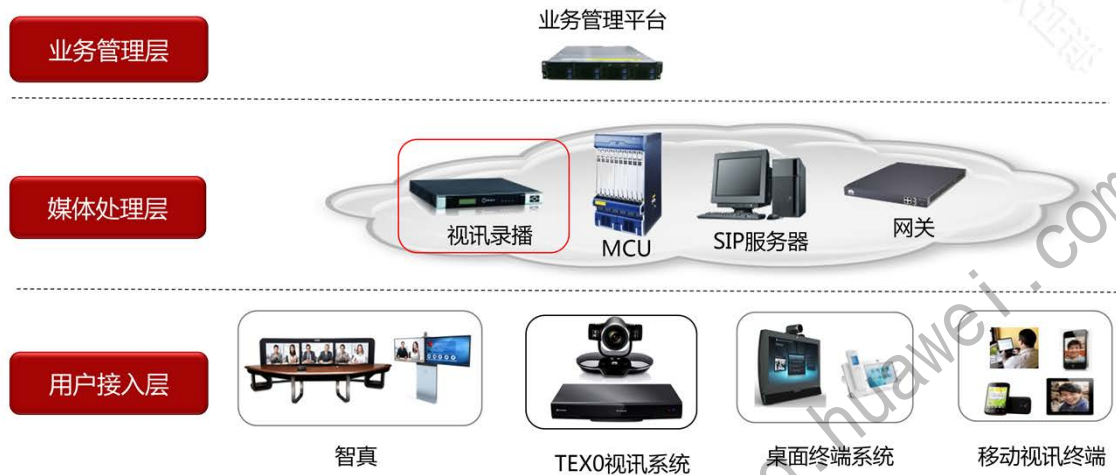 业务管理平台
业务管理层
媒体处理层
视讯录播
MCU
SIP服务器
网关
用户接入层
智真
TEX0视讯系统
桌面终端系统
移动视讯终端
huawei.com